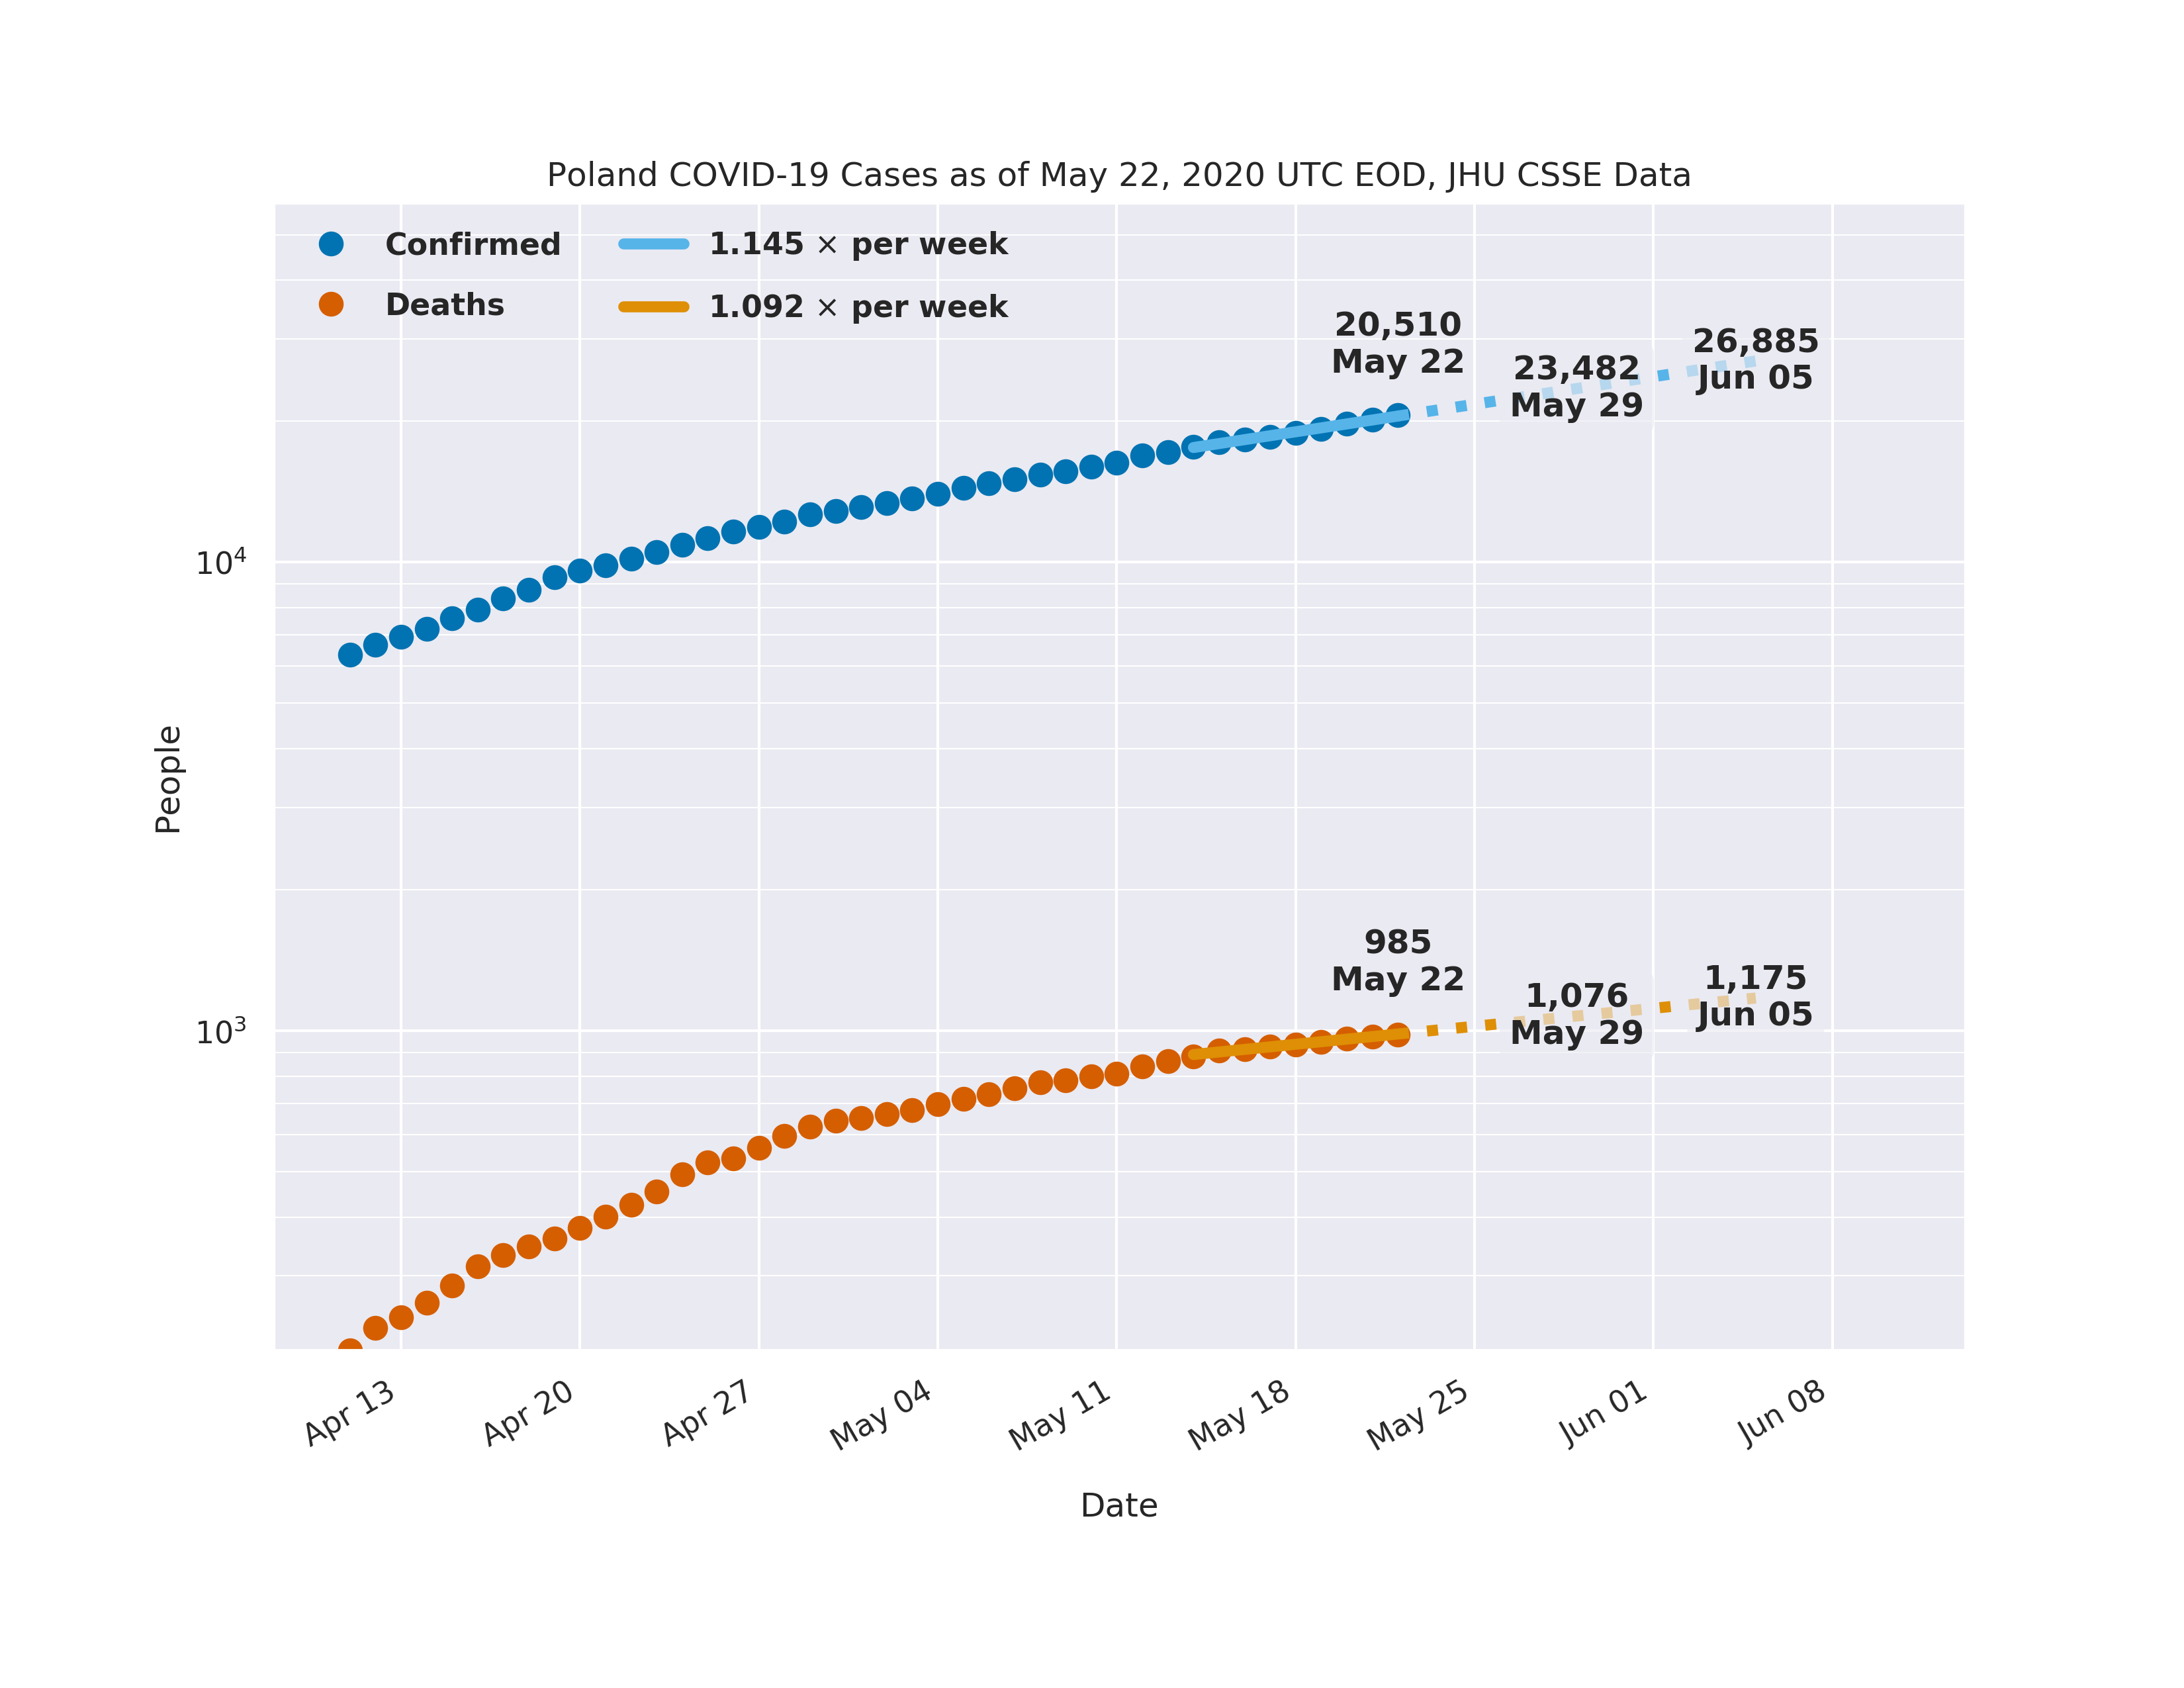 Poland COVID-19 Cases as of May 22, 2020 UTC EOD, JHU CSSE Data
Confirmed
Deaths
1.145 × per week
1.092 × per week
20,510
May 22
23,482
May 29
26,885
Jun 05
985
May 22
1,076
May 29
1,175
Jun 05
People
10⁴
10³
Apr 13
Apr 20
Apr 27
May 04
May 11
May 18
May 25
Jun 01
Jun 08
Date